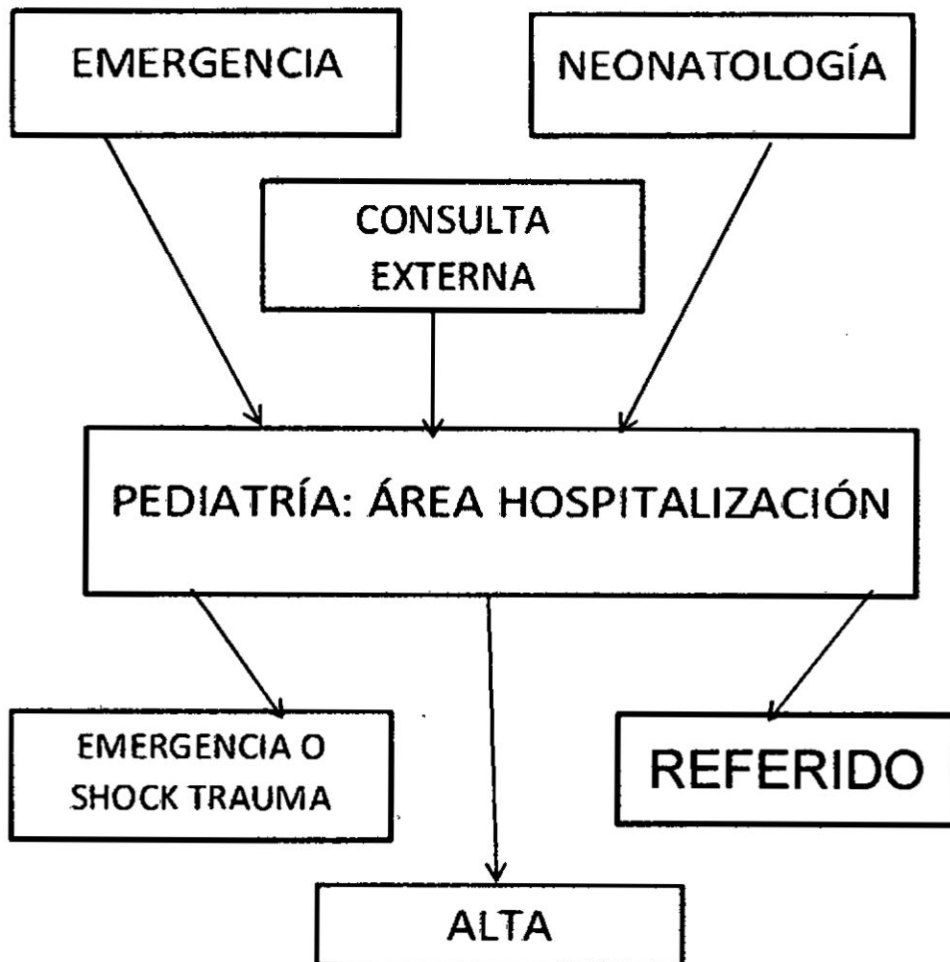 EMERGENCIA
NEONATOLOGÍA
CONSULTA
EXTERNA
PEDIATRÍA: ÁREA HOSPITALIZACIÓN
EMERGENCIA O
SHOCK TRAUMA
REFERIDO
ALTA